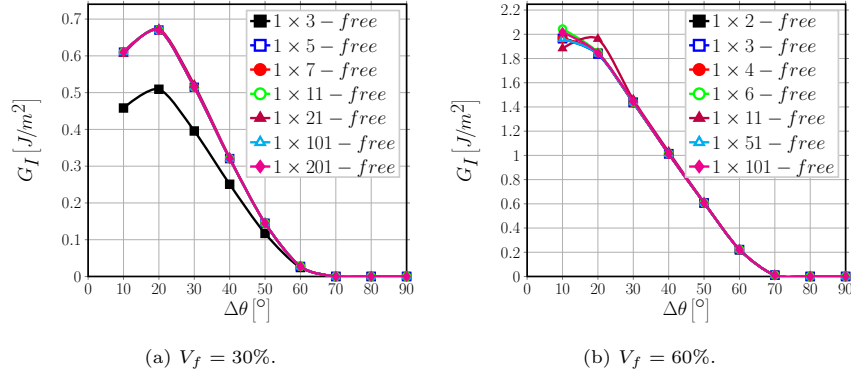 0.7
0.6
0.5
0.4
0.3
0.2
0.1
0
G_I [J/m²]
1 × 3 − free
1 × 5 − free
1 × 7 − free
1 × 11 − free
1 × 21 − free
1 × 101 − free
1 × 201 − free
0 10 20 30 40 50 60 70 80 90
Δθ [°]
(a) V_f = 30%.
2.2
2
1.8
1.6
1.4
1.2
1
0.8
0.6
0.4
0.2
0
G_I [J/m²]
1 × 2 − free
1 × 3 − free
1 × 4 − free
1 × 6 − free
1 × 11 − free
1 × 51 − free
1 × 101 − free
0 10 20 30 40 50 60 70 80 90
Δθ [°]
(b) V_f = 60%.